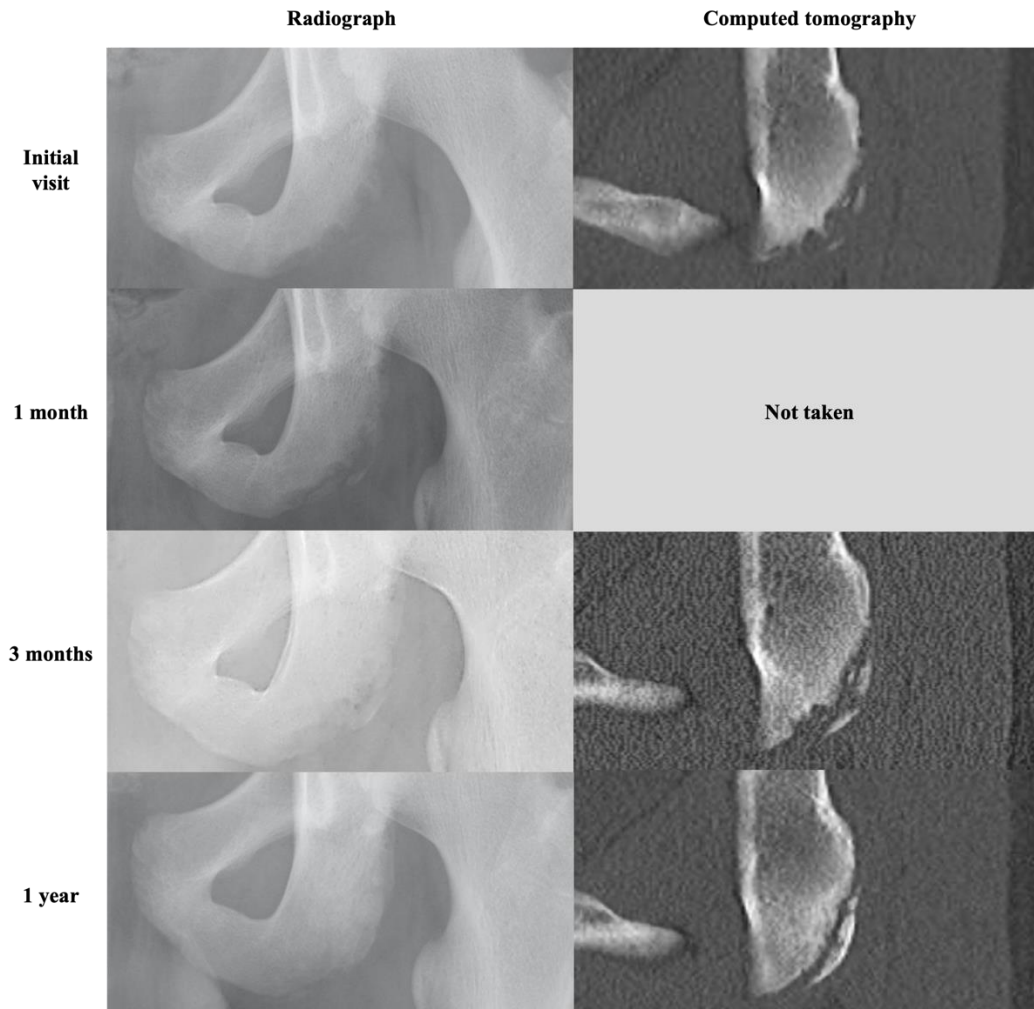 Radiograph
Computed tomography
Initial
visit
1 month
Not taken
3 months
1 year